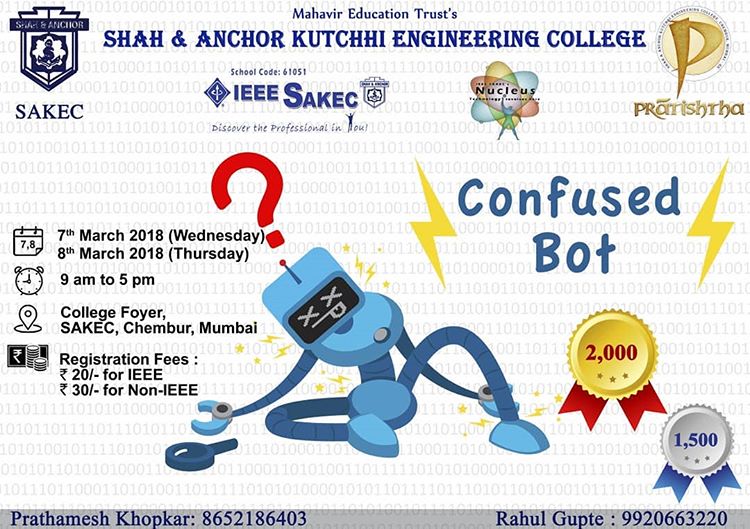 Mahavir Education Trust's
SHAH & ANCHOR KUTCHHI ENGINEERING COLLEGE
SHAH & ANCHOR
SAKEC
School Code: 61051
IEEE SAKEC
Discover the Professional in You!
Nucleus
Pratishtha
Confused
Bot
7,8
7th March 2018 (Wednesday)
8th March 2018 (Thursday)
9 am to 5 pm
College Foyer,
SAKEC, Chembur, Mumbai
Registration Fees :
₹ 20/- for IEEE
₹ 30/- for Non-IEEE
2,000
1,500
Prathamesh Khopkar: 8652186403
Rahul Gupte : 9920663220